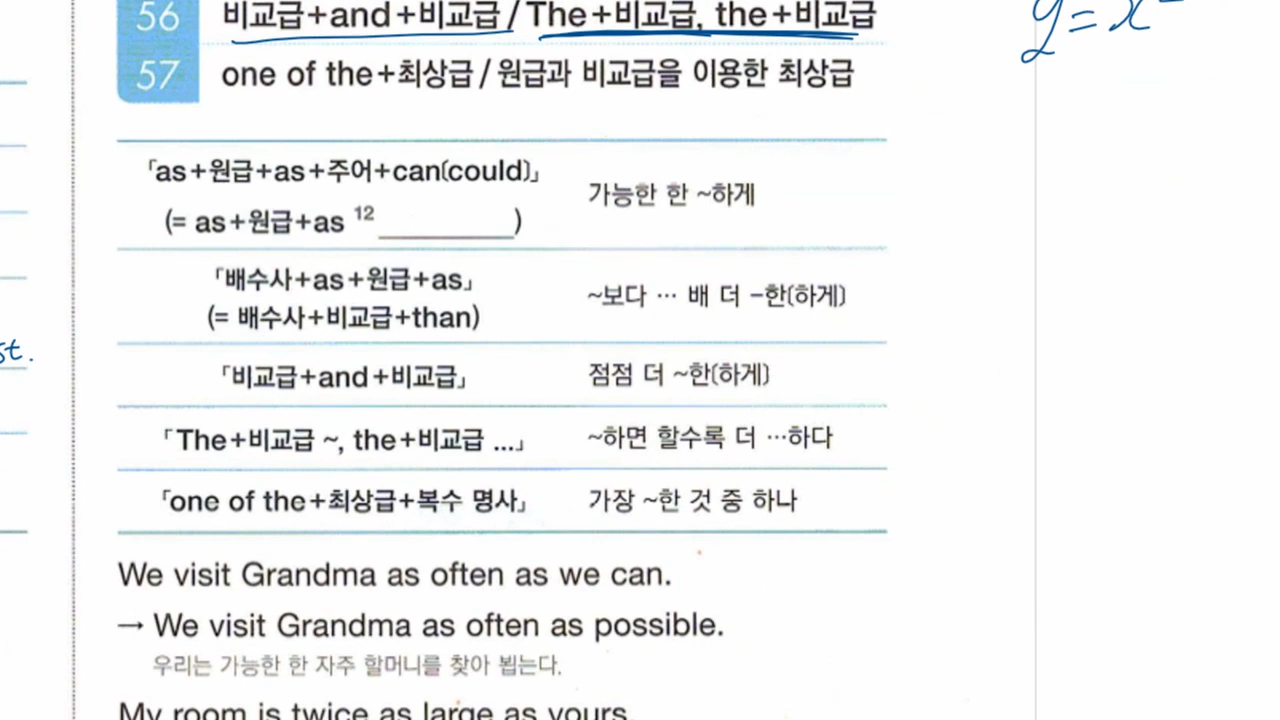 56 비교급+and+비교급 / The+비교급, the+비교급
57 one of the+최상급 / 원급과 비교급을 이용한 최상급
「as+원급+as+주어+can(could)」 가능한 한 ~하게
(= as+원급+as 12 ________)
「배수사+as+원급+as」 ~보다 … 배 더 -한(하게)
(= 배수사+비교급+than)
「비교급+and+비교급」 점점 더 ~한(하게)
「The+비교급 ~, the+비교급 ...」 ~하면 할수록 더 …하다
「one of the+최상급+복수 명사」 가장 ~한 것 중 하나
We visit Grandma as often as we can.
→ We visit Grandma as often as possible.
우리는 가능한 한 자주 할머니를 찾아 뵙는다.
My room is twice as large as yours.
st.